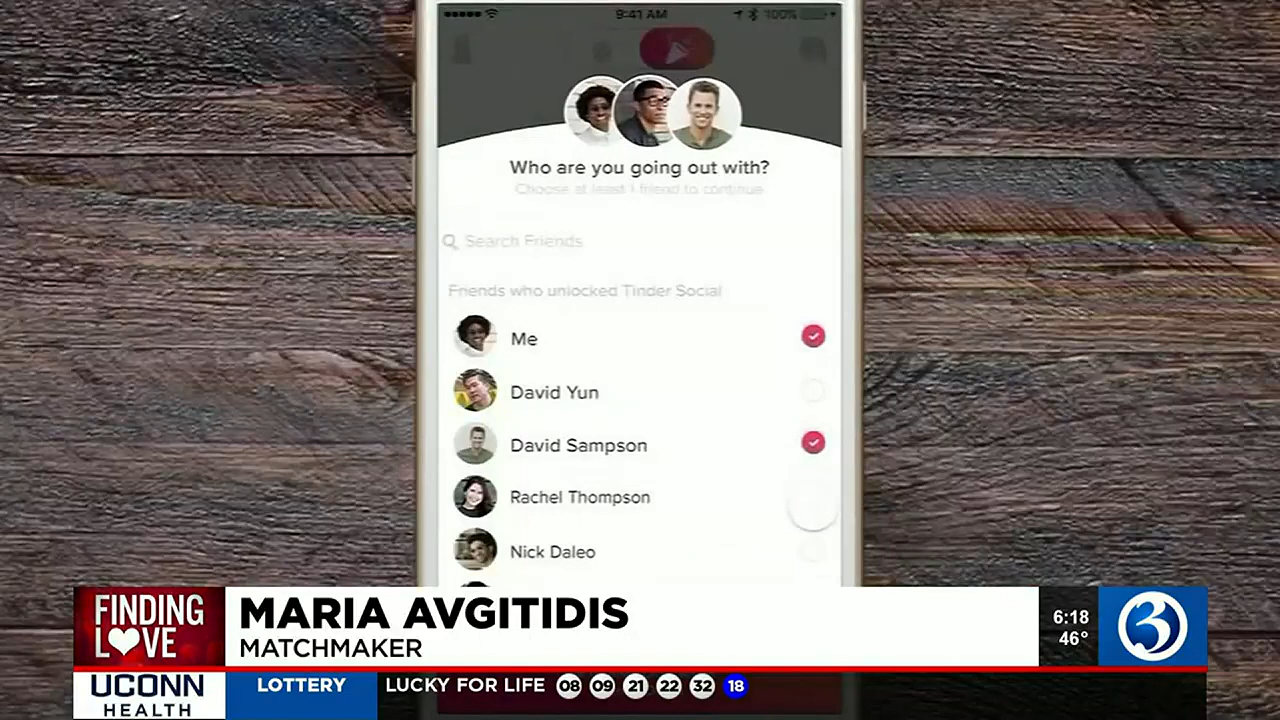 9:41 AM
100%
Who are you going out with?
Choose at least 1 friend to continue
Search Friends
Friends who unlocked Tinder Social
Me
David Yun
David Sampson
Rachel Thompson
Nick Daleo
FINDING
LOVE
MARIA AVGITIDIS
MATCHMAKER
6:18
46°
3
UCONN
HEALTH
LOTTERY
LUCKY FOR LIFE 08 09 21 22 32 18